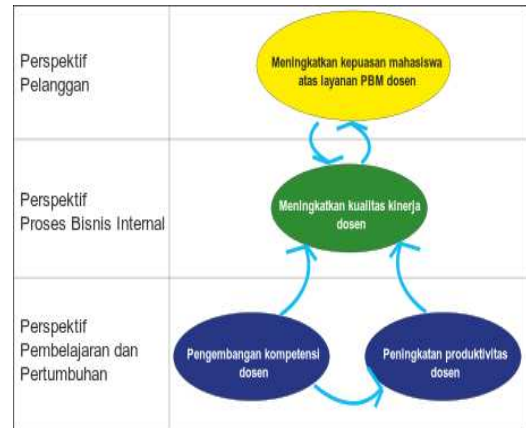 Perspektif
Pelanggan
Meningkatkan kepuasan mahasiswa
atas layanan PBM dosen
Perspektif
Proses Bisnis Internal
Meningkatkan kualitas kinerja
dosen
Perspektif
Pembelajaran dan
Pertumbuhan
Pengembangan kompetensi
dosen
Peningkatan produktivitas
dosen